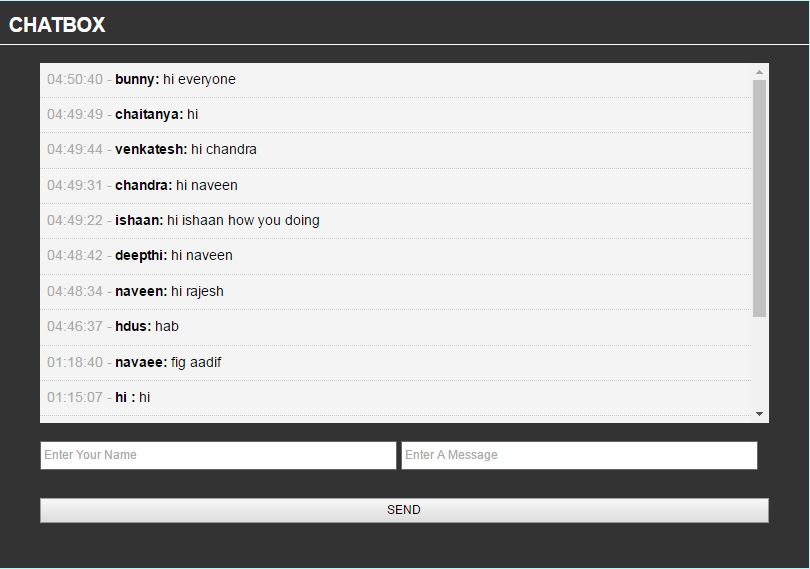 CHATBOX
04:50:40 - bunny: hi everyone
04:49:49 - chaitanya: hi
04:49:44 - venkatesh: hi chandra
04:49:31 - chandra: hi naveen
04:49:22 - ishaan: hi ishaan how you doing
04:48:42 - deepthi: hi naveen
04:48:34 - naveen: hi rajesh
04:46:37 - hdus: hab
01:18:40 - navaee: fig aadif
01:15:07 - hi : hi
Enter Your Name Enter A Message
SEND